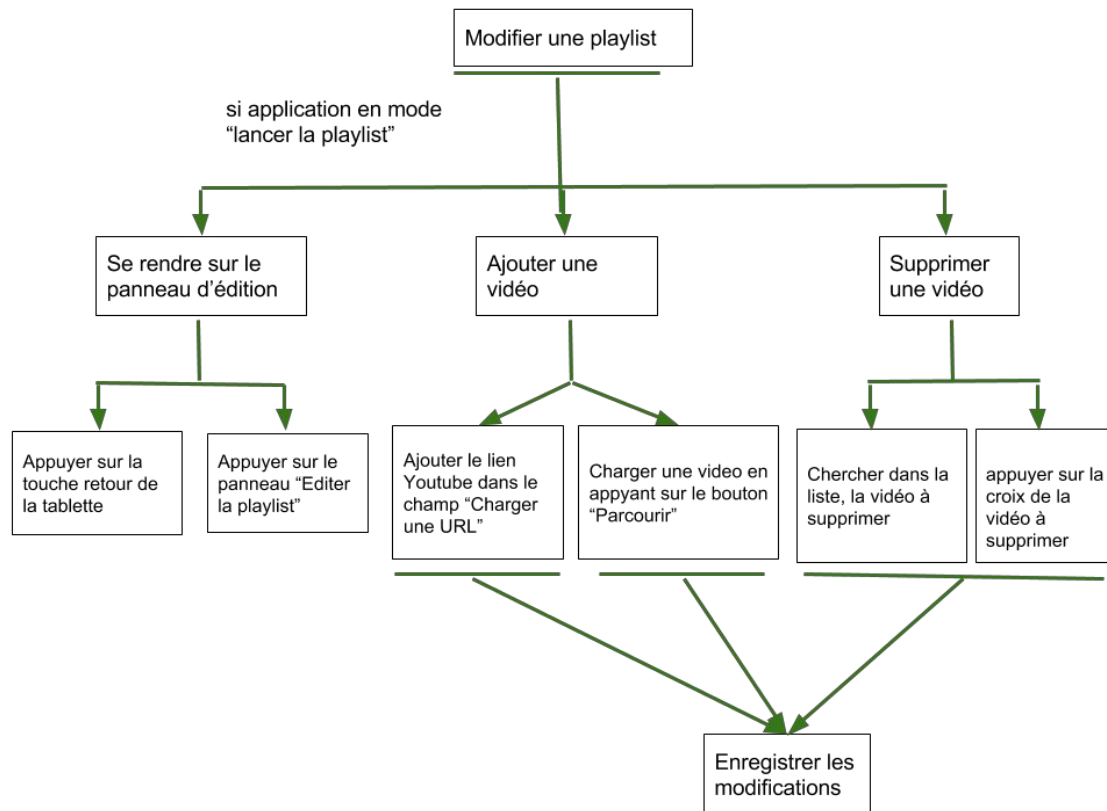 Modifier une playlist
si application en mode
“lancer la playlist”
Se rendre sur le
panneau d’édition
Ajouter une
vidéo
Supprimer
une vidéo
Appuyer sur la
touche retour de
la tablette
Appuyer sur le
panneau “Editer
la playlist”
Ajouter le lien
Youtube dans le
champ “Charger
une URL”
Charger une video en
appyant sur le bouton
“Parcourir”
Chercher dans la
liste, la vidéo à
supprimer
appuyer sur la
croix de la
vidéo à
supprimer
Enregistrer les
modifications